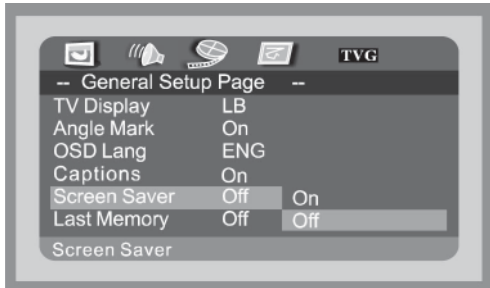 TVG
-- General Setup Page --
TV Display LB
Angle Mark On
OSD Lang ENG
Captions On
Screen Saver Off On
Last Memory Off Off
Screen Saver